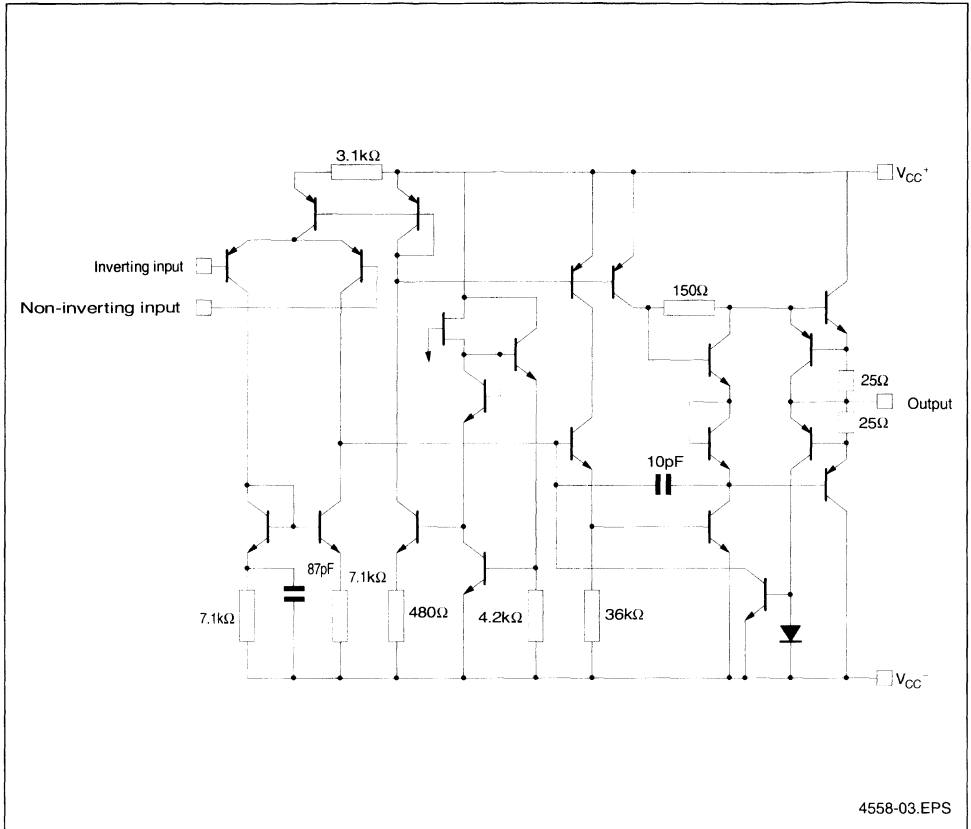 3.1kΩ
V_CC⁺
Inverting input
150Ω
Non-inverting input
25Ω
Output
25Ω
10pF
87pF
7.1kΩ
7.1kΩ
480Ω
4.2kΩ
36kΩ
V_CC⁻
4558-03.EPS